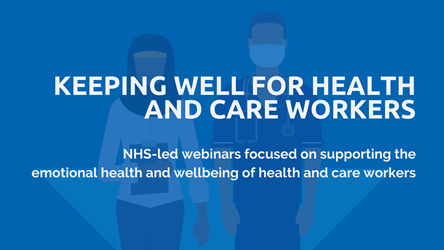 KEEPING WELL FOR HEALTH
AND CARE WORKERS
NHS-led webinars focused on supporting the
emotional health and wellbeing of health and care workers